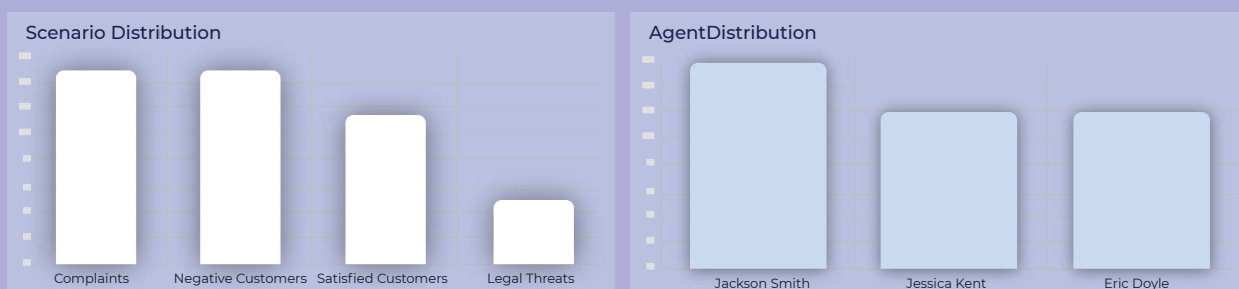 Scenario Distribution
Complaints
Negative Customers
Satisfied Customers
Legal Threats
AgentDistribution
Jackson Smith
Jessica Kent
Eric Doyle